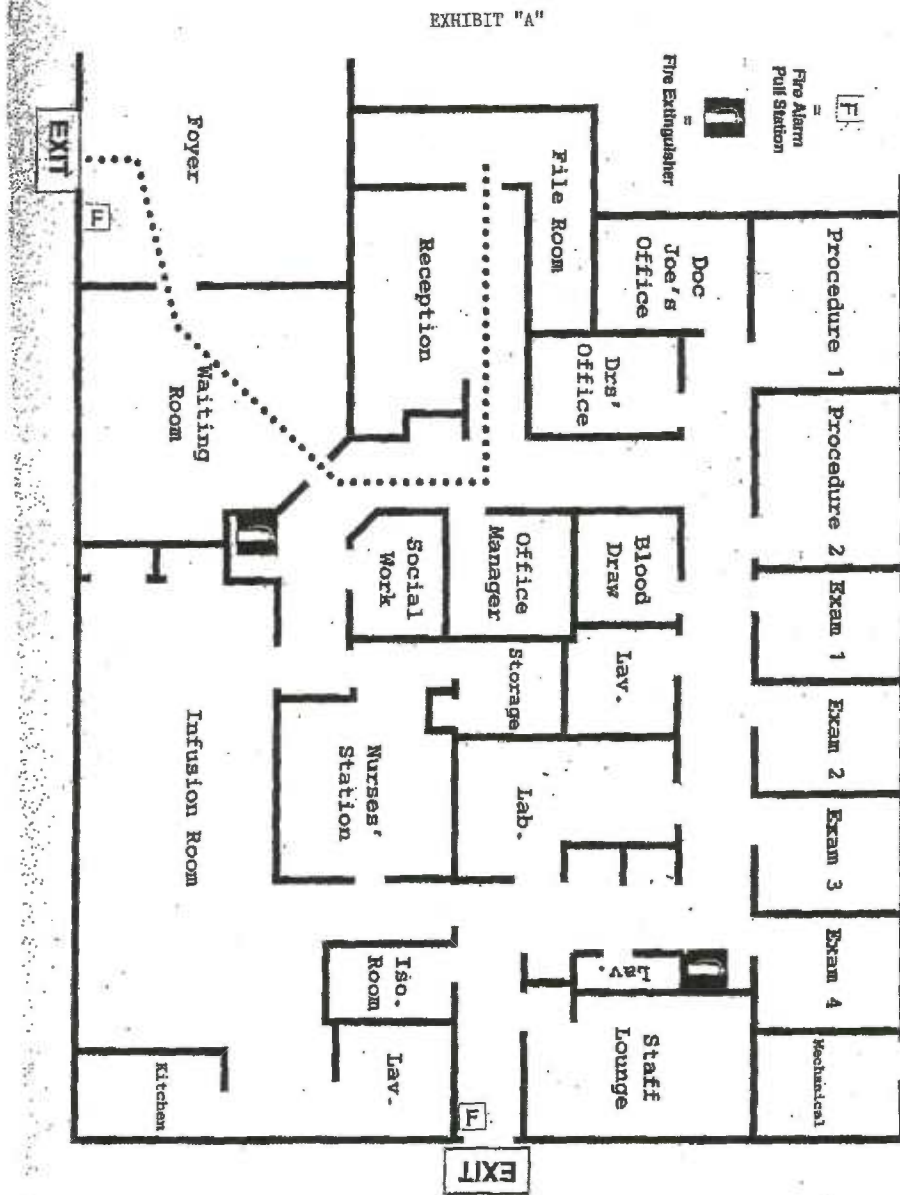 EXHIBIT "A"
F
=
Fire Alarm
Pull Station
=
Fire Extinguisher
Procedure 1
Procedure 2
Exam 1
Exam 2
Exam 3
Exam 4
Mechanical
Doc
Joe's
Office
File Room
Drs'
Office
Reception
Foyer
EXIT
F
Waiting
Room
Blood
Draw
Office
Manager
Social
Work
Lav.
Storage
Lab.
Nurses'
Station
Infusion Room
Lav.
Staff
Lounge
Iso.
Room
Lav.
Kitchen
F
EXIT